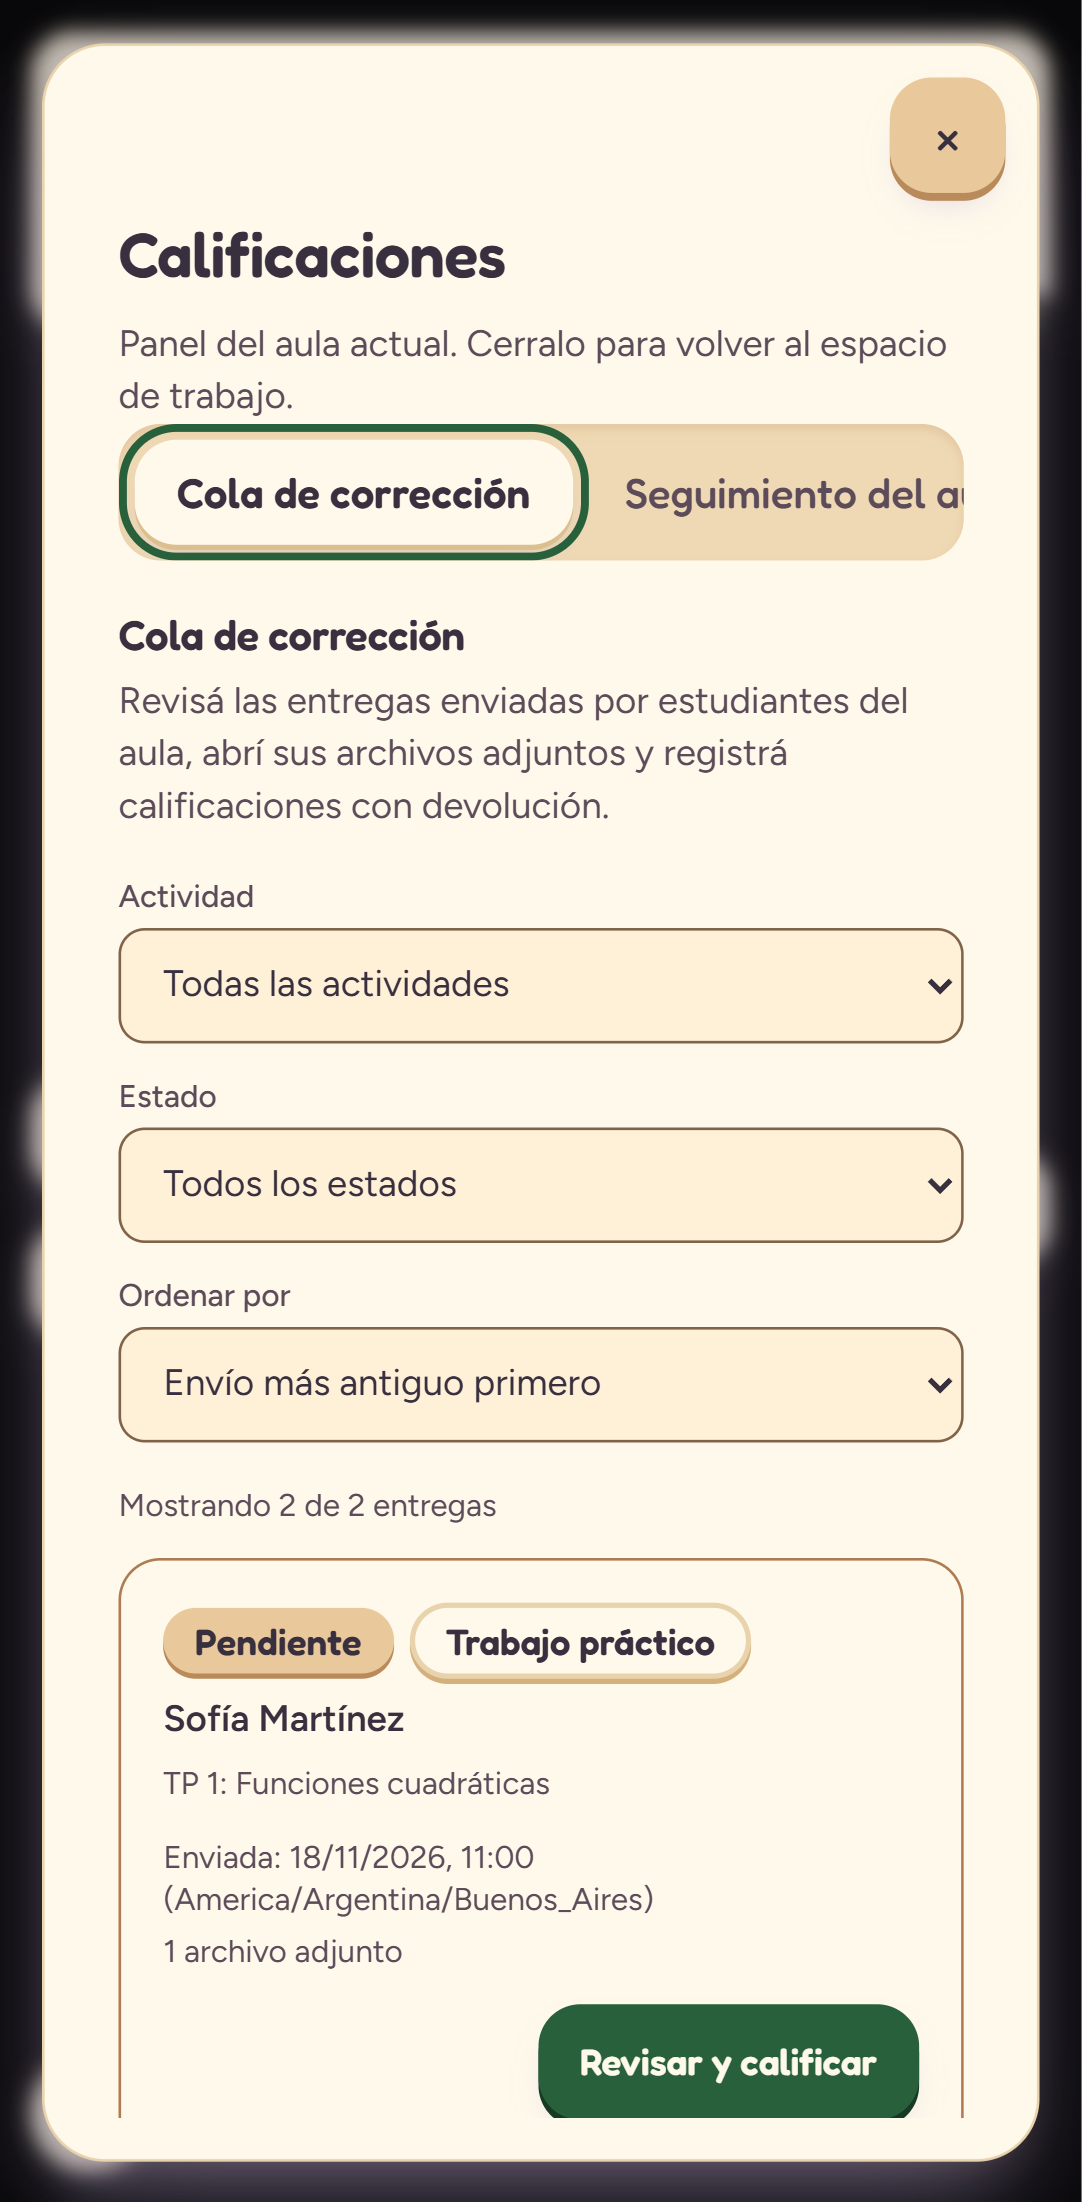 ×
Calificaciones
Panel del aula actual. Cerralo para volver al espacio
de trabajo.
Cola de corrección
Seguimiento del
Cola de corrección
Revisá las entregas enviadas por estudiantes del
aula, abrí sus archivos adjuntos y registrá
calificaciones con devolución.
Actividad
Todas las actividades
Estado
Todos los estados
Ordenar por
Envío más antiguo primero
Mostrando 2 de 2 entregas
Pendiente
Trabajo práctico
Sofía Martínez
TP 1: Funciones cuadráticas
Enviada: 18/11/2026, 11:00
(America/Argentina/Buenos_Aires)
1 archivo adjunto
Revisar y calificar